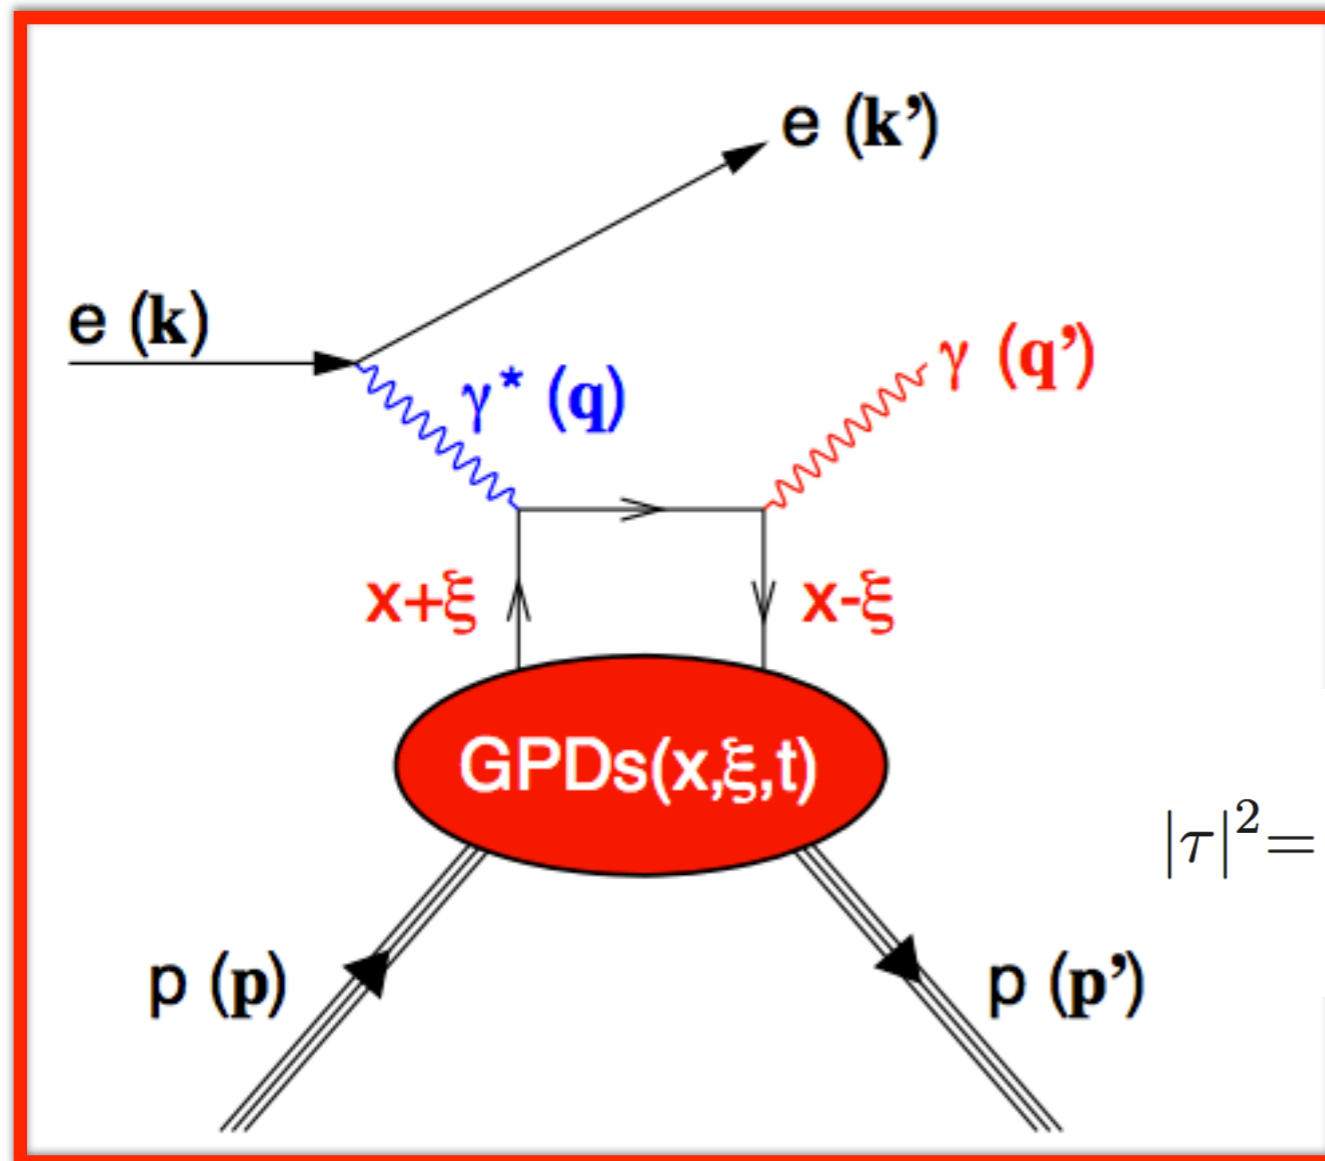 e (k’)
e (k)
γ* (q)
γ (q’)
x+ξ
x-ξ
GPDs(x,ξ,t)
|τ|²=
p (p)
p (p’)